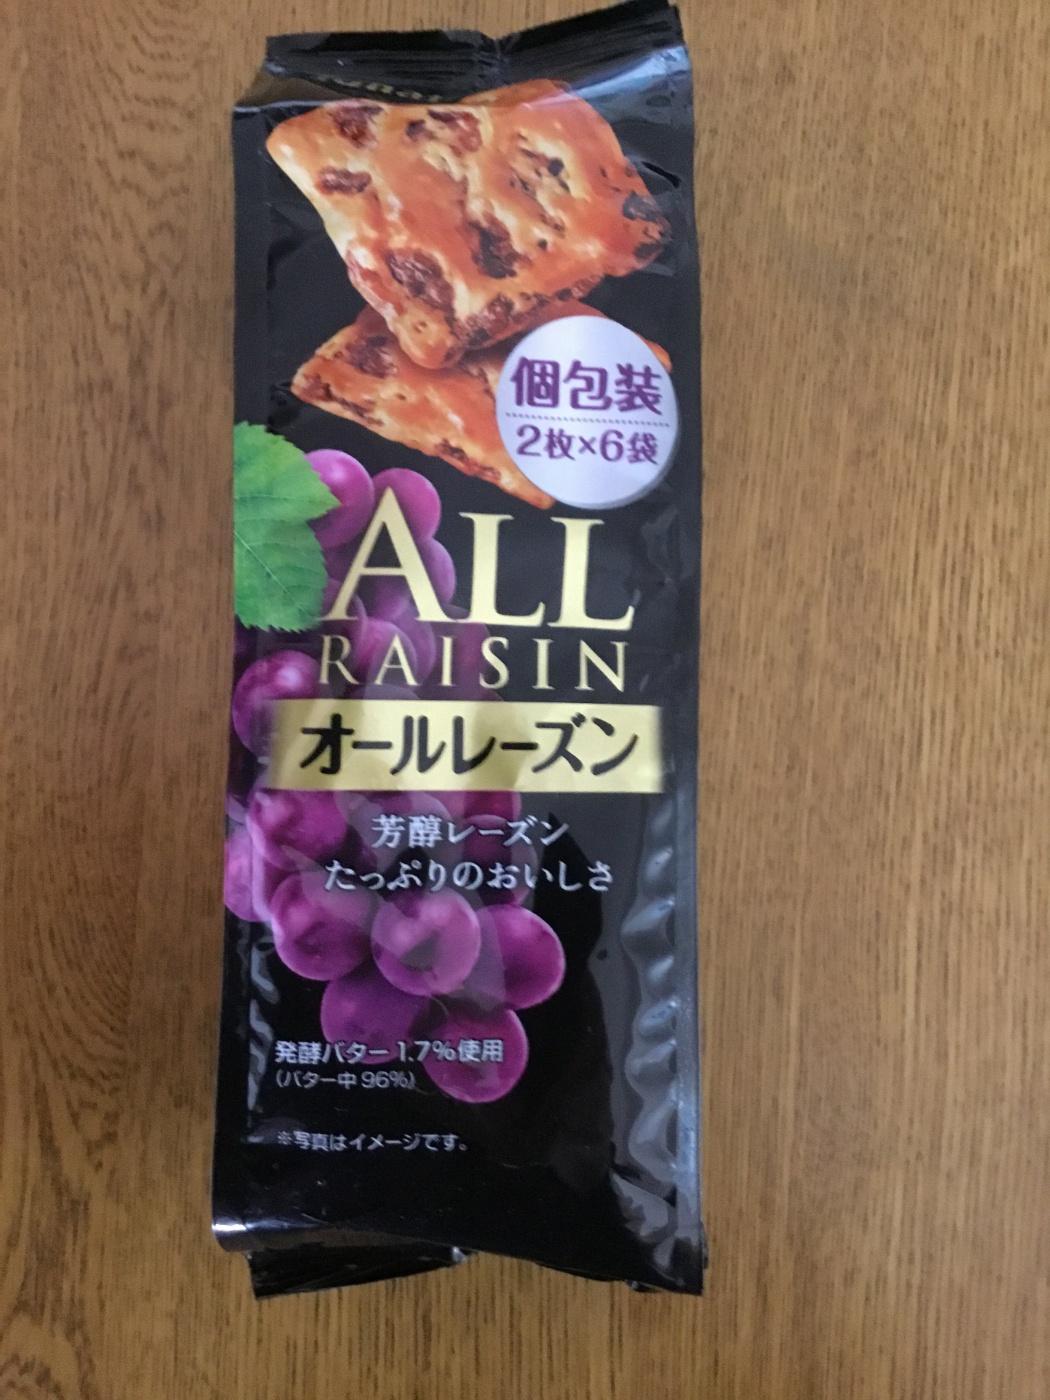 個包装
2枚×6袋
ALL
RAISIN
オールレーズン
芳醇レーズン
たっぷりのおいしさ
発酵バター1.7%使用
(バター中96%)
※写真はイメージです。